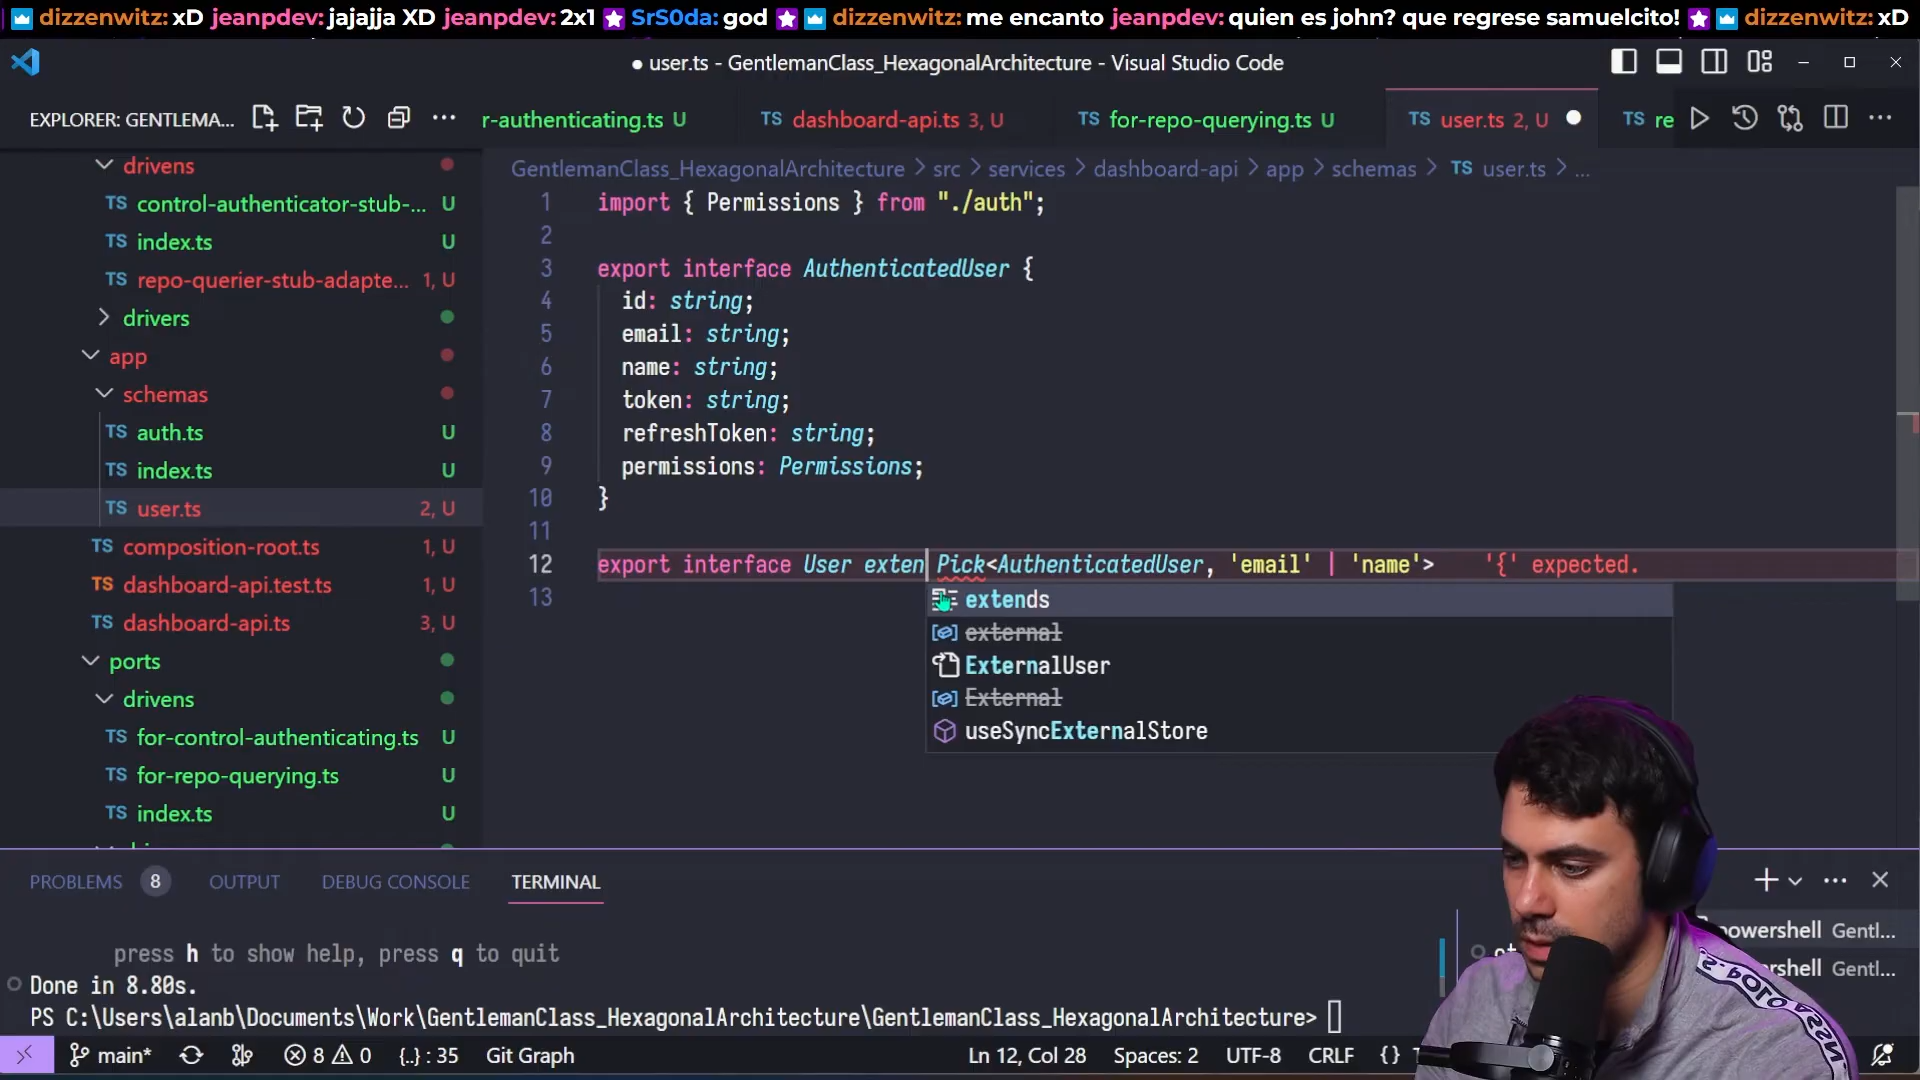 dizzenwitz: xD jeanpdev: jajajja XD jeanpdev: 2x1 SrS0da: god dizzenwitz: me encanto jeanpdev: quien es john? que regrese samuelcito! dizzenwitz: xD
● user.ts - GentlemanClass_HexagonalArchitecture - Visual Studio Code
EXPLORER: GENTLEMA...
r-authenticating.ts U
TS dashboard-api.ts 3, U
TS for-repo-querying.ts U
TS user.ts 2, U
TS re
GentlemanClass_HexagonalArchitecture > src > services > dashboard-api > app > schemas > TS user.ts > ...
drivens
TS control-authenticator-stub-... U
TS index.ts U
TS repo-querier-stub-adapte... 1, U
drivers
app
schemas
TS auth.ts U
TS index.ts U
TS user.ts 2, U
TS composition-root.ts 1, U
TS dashboard-api.test.ts 1, U
TS dashboard-api.ts 3, U
ports
drivens
TS for-control-authenticating.ts U
TS for-repo-querying.ts U
TS index.ts U
1 import { Permissions } from "./auth";
2
3 export interface AuthenticatedUser {
4 id: string;
5 email: string;
6 name: string;
7 token: string;
8 refreshToken: string;
9 permissions: Permissions;
10 }
11
12 export interface User exten Pick<AuthenticatedUser, 'email' | 'name'> '{' expected.
13
extends
external
ExternalUser
External
useSyncExternalStore
PROBLEMS 8 OUTPUT DEBUG CONSOLE TERMINAL
press h to show help, press q to quit
Done in 8.80s.
PS C:\Users\alanb\Documents\Work\GentlemanClass_HexagonalArchitecture\GentlemanClass_HexagonalArchitecture>
powershell Gentl...
rshell Gentl...
main* 8 0 {..} : 35 Git Graph
Ln 12, Col 28 Spaces: 2 UTF-8 CRLF { }